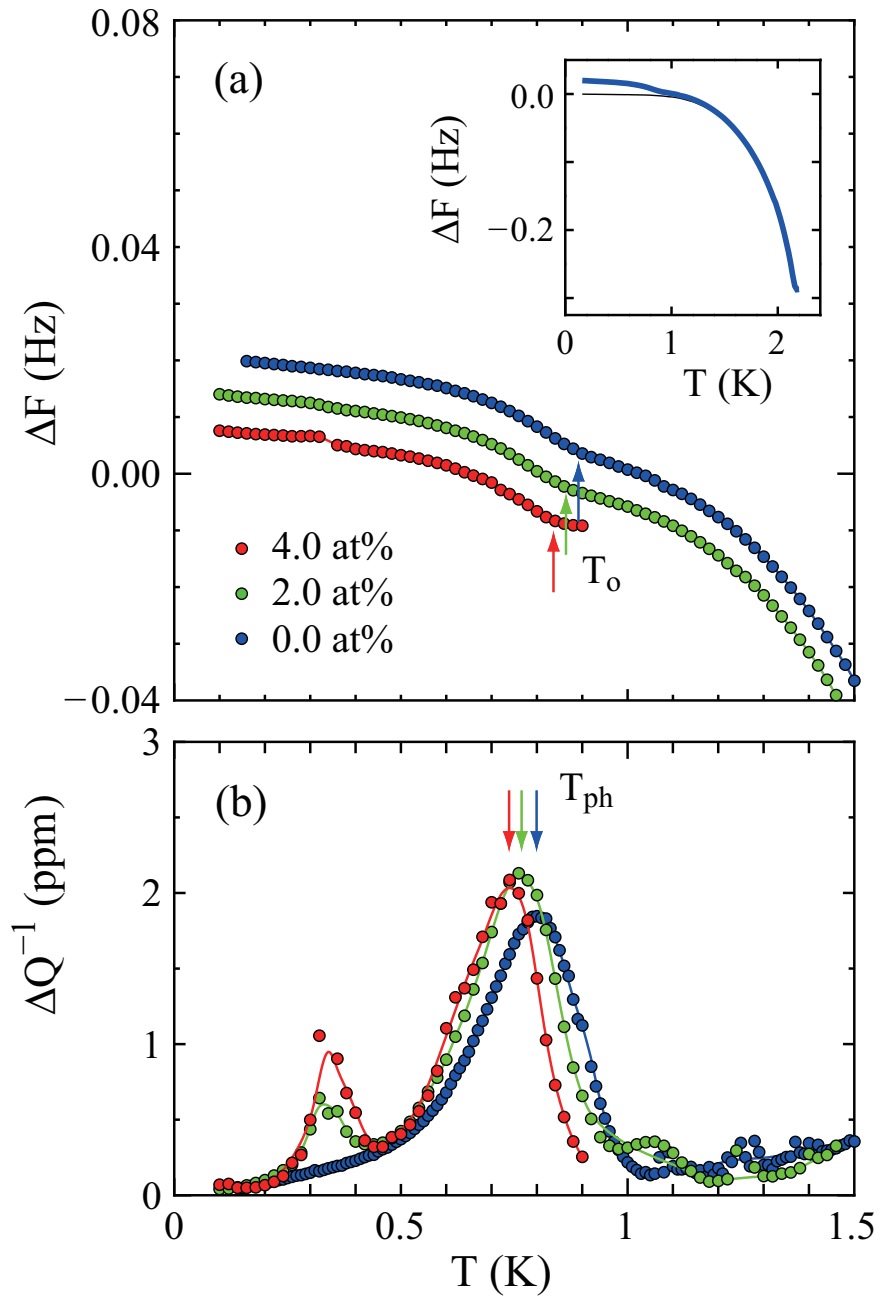 0.08
(a)
0.0
−0.2
ΔF (Hz)
0 1 2
T (K)
0.04
0.00
−0.04
ΔF (Hz)
4.0 at%
2.0 at%
0.0 at%
T_o
3
(b)
T_ph
2
1
0
ΔQ⁻¹ (ppm)
0 0.5 1 1.5
T (K)